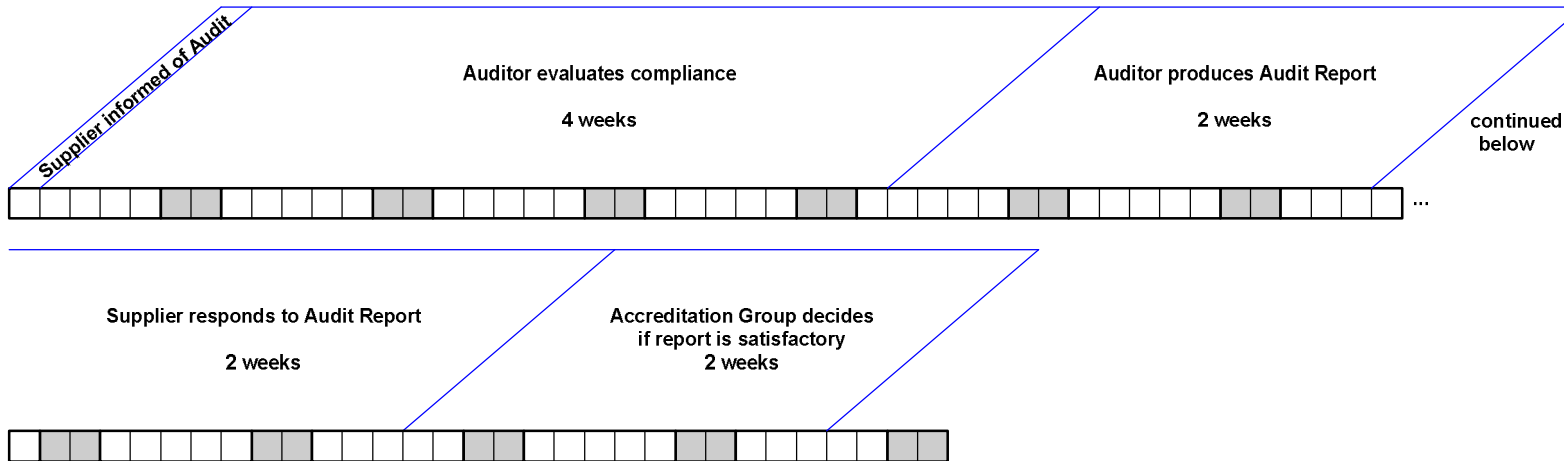 Supplier informed of Audit
Auditor evaluates compliance
4 weeks
Auditor produces Audit Report
2 weeks
continued
below
...
Supplier responds to Audit Report
2 weeks
Accreditation Group decides
if report is satisfactory
2 weeks